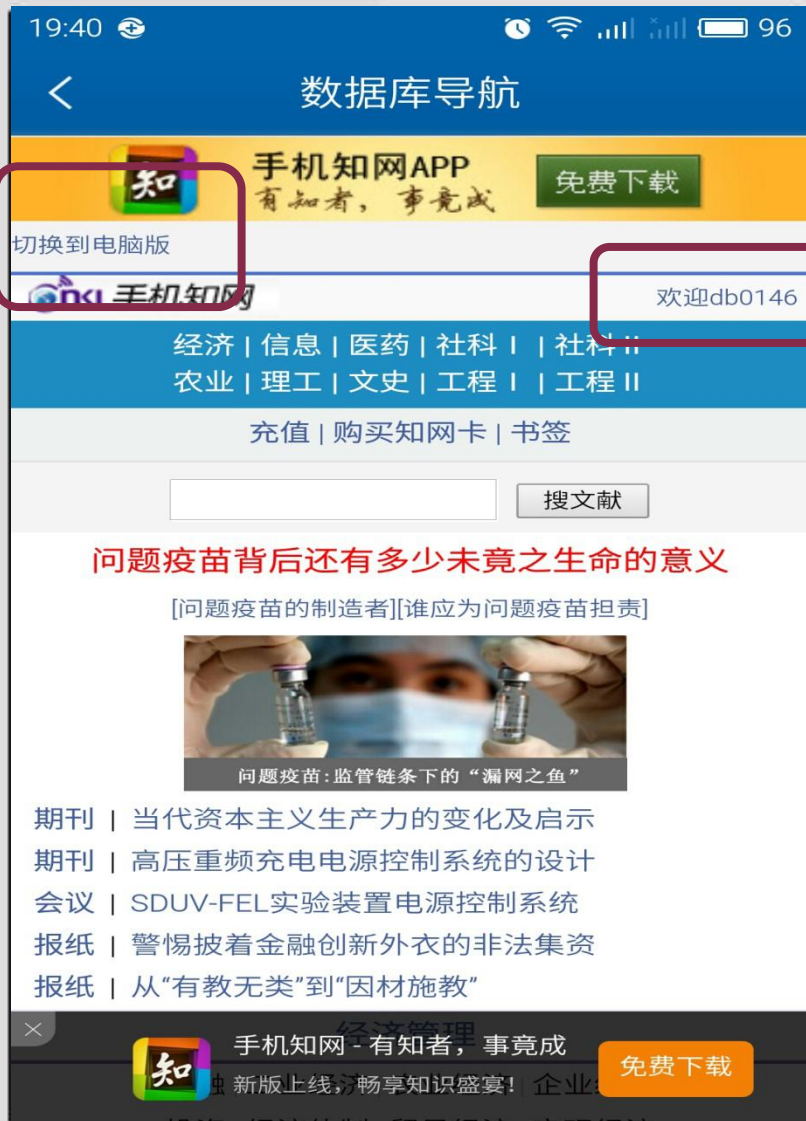 19:40
96
数据库导航
知
手机知网APP
有知者，事竟成
免费下载
切换到电脑版
手机知网
欢迎db0146
经济 | 信息 | 医药 | 社科 I | 社科 II
农业 | 理工 | 文史 | 工程 I | 工程 II
充值 | 购买知网卡 | 书签
搜文献
问题疫苗背后还有多少未竟之生命的意义
[问题疫苗的制造者][谁应为问题疫苗担责]
问题疫苗:监管链条下的“漏网之鱼”
期刊 | 当代资本主义生产力的变化及启示
期刊 | 高压重频充电电源控制系统的设计
会议 | SDUV-FEL实验装置电源控制系统
报纸 | 警惕披着金融创新外衣的非法集资
报纸 | 从“有教无类”到“因材施教”
经济管理
知
手机知网 - 有知者，事竟成
新版上线，畅享知识盛宴!
免费下载